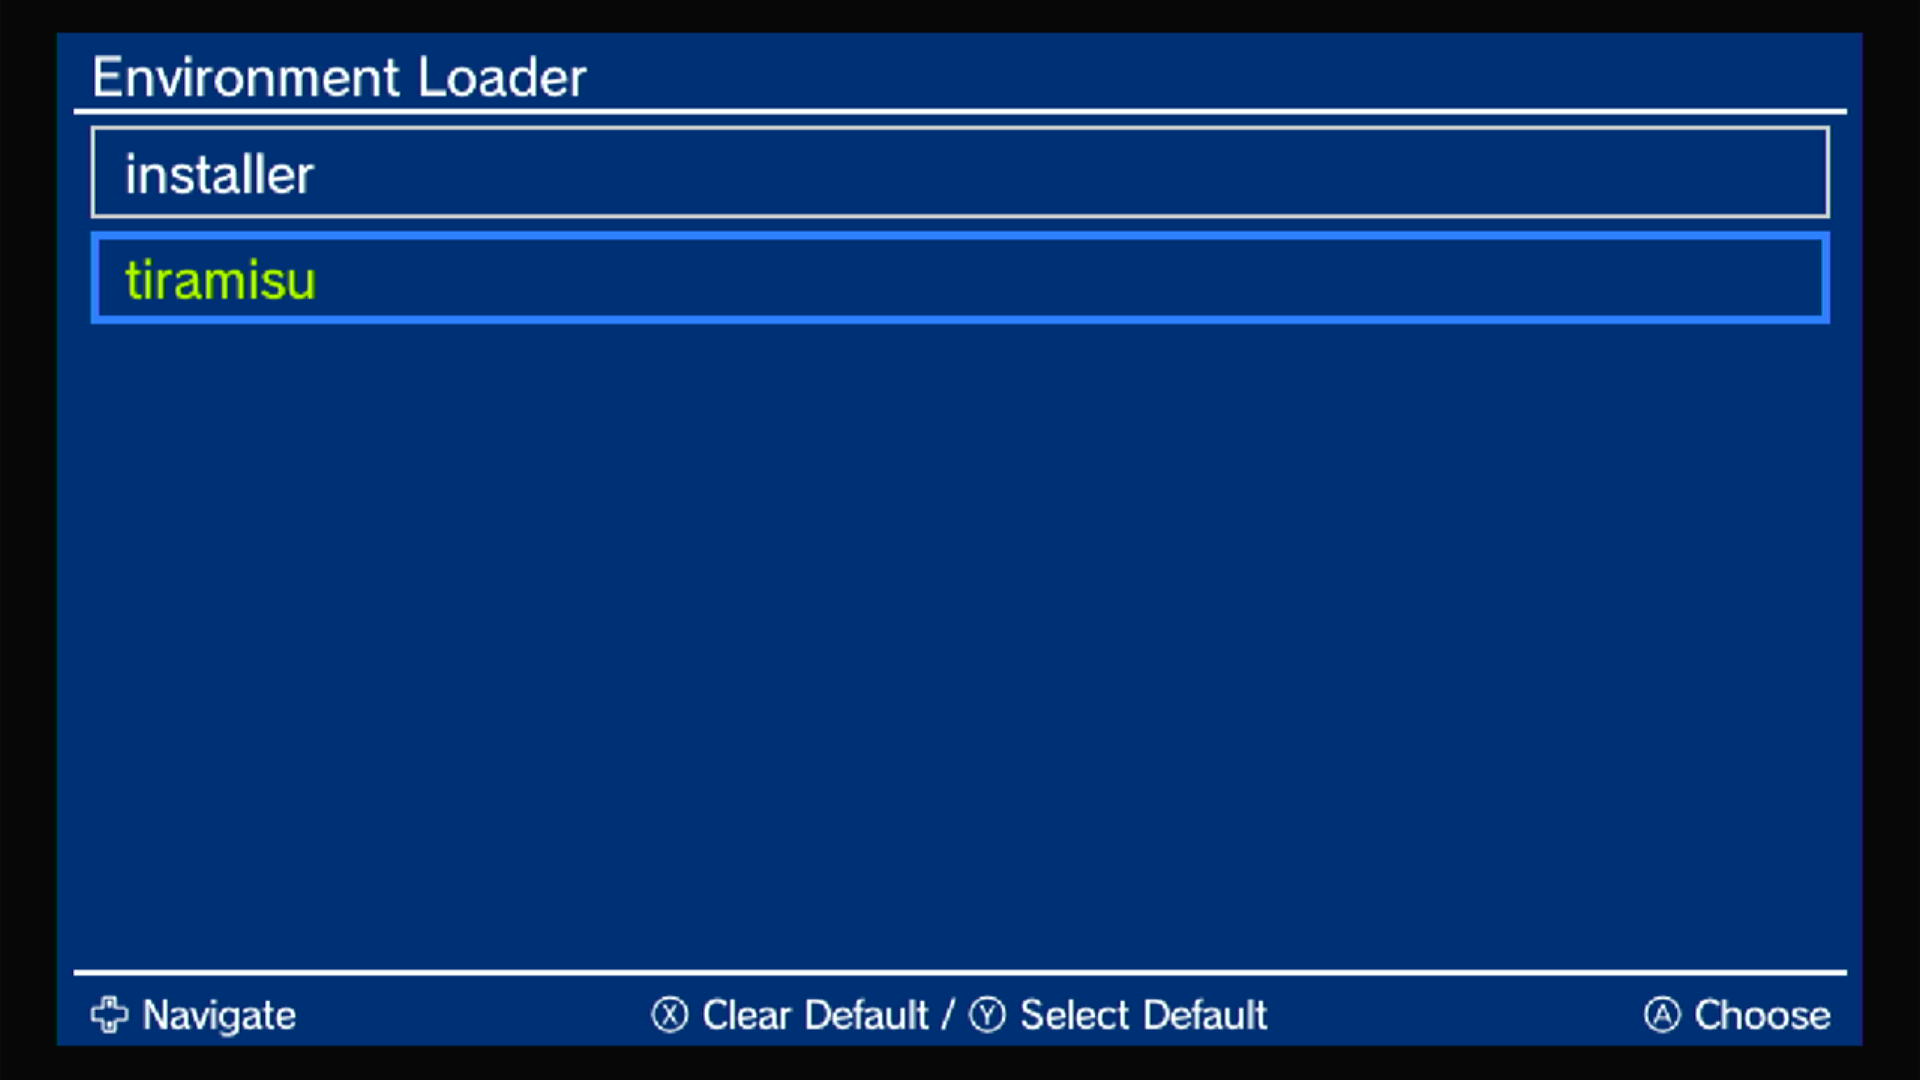 Environment Loader
installer
tiramisu
Navigate
Ⓧ Clear Default / Ⓨ Select Default
Ⓐ Choose